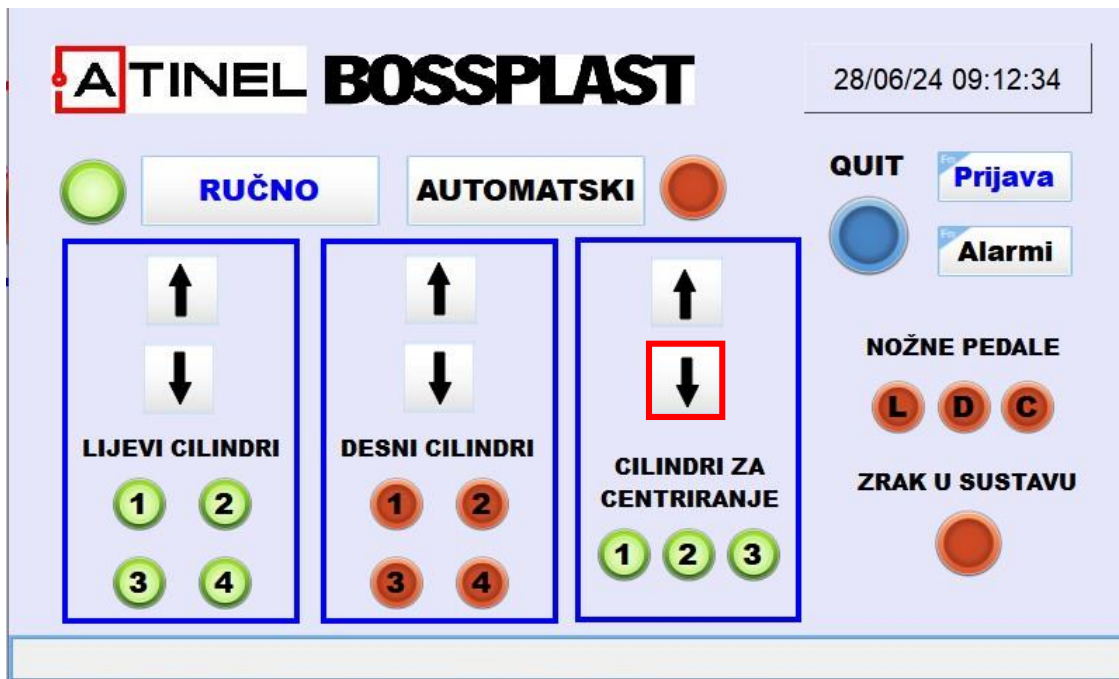 ATINEL BOSSPLAST
28/06/24 09:12:34
RUČNO
AUTOMATSKI
QUIT
Prijava
Alarmi
LIJEVI CILINDRI
1 2
3 4
DESNI CILINDRI
1 2
3 4
CILINDRI ZA
CENTRIRANJE
1 2 3
NOŽNE PEDALE
L D C
ZRAK U SUSTAVU